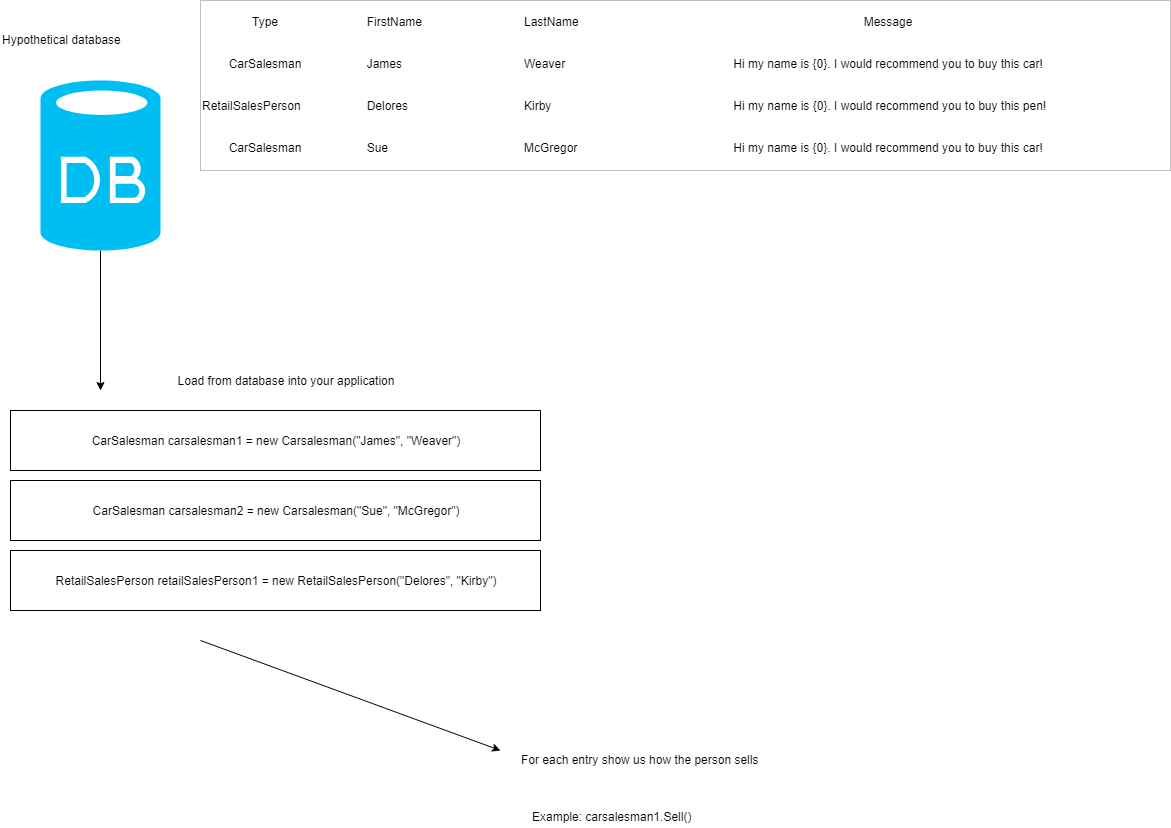 Hypothetical database
DB
Type FirstName LastName Message
CarSalesman James Weaver Hi my name is {0}. I would recommend you to buy this car!
RetailSalesPerson Delores Kirby Hi my name is {0}. I would recommend you to buy this pen!
CarSalesman Sue McGregor Hi my name is {0}. I would recommend you to buy this car!
Load from database into your application
CarSalesman carsalesman1 = new Carsalesman("James", "Weaver")
CarSalesman carsalesman2 = new Carsalesman("Sue", "McGregor")
RetailSalesPerson retailSalesPerson1 = new RetailSalesPerson("Delores", "Kirby")
For each entry show us how the person sells
Example: carsalesman1.Sell()